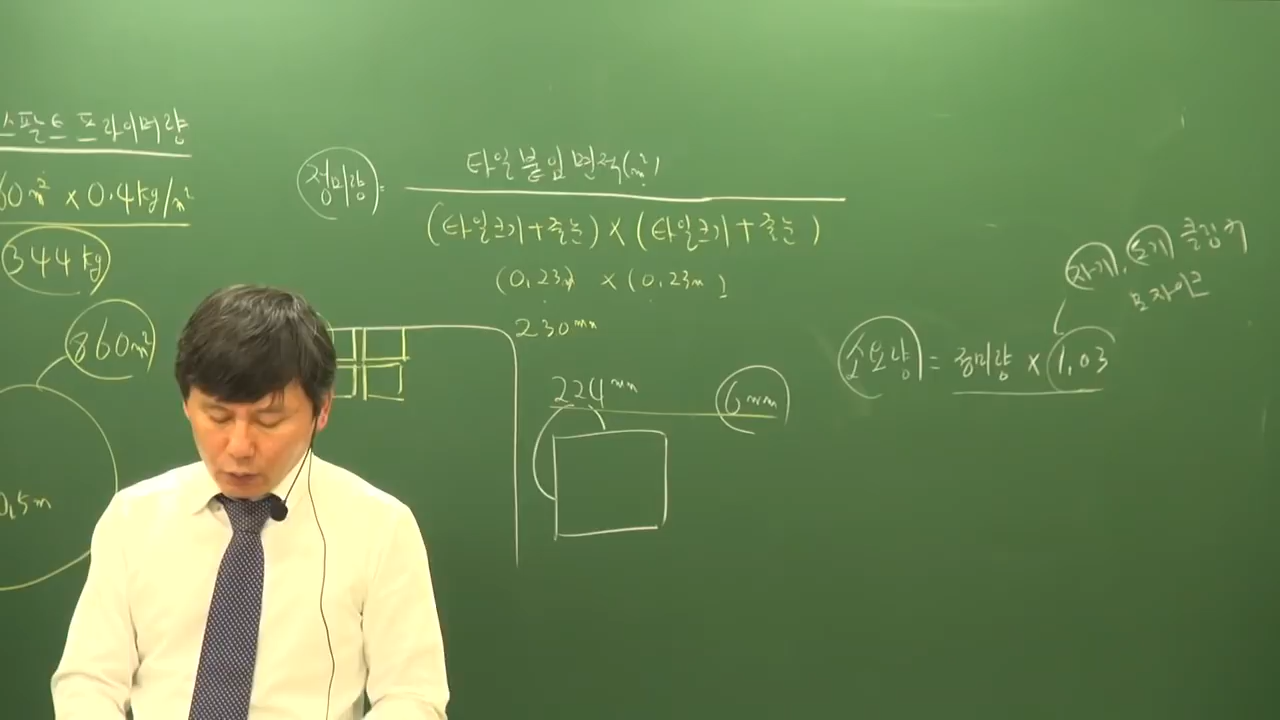 스팔트 프라이머량
60m² × 0.4kg/m²
344kg
860m²
0.5m
정미량 = 타일붙임면적(m²)
(타일크기+줄눈) × (타일크기+줄눈)
(0.23m) × (0.23m)
230mm
224mm 6mm
자기, 도기 클링커
모자이크
소요량 = 정미량 × 1.03